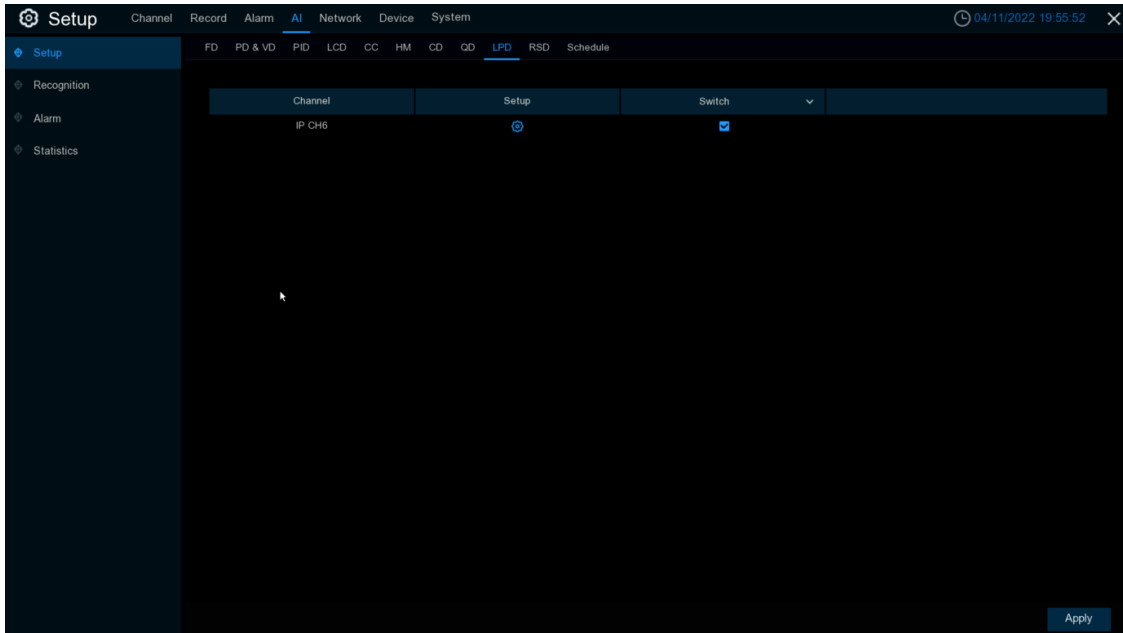 Setup Channel Record Alarm AI Network Device System 04/11/2022 19:55:52
Setup FD PD & VD PID LCD CC HM CD QD LPD RSD Schedule
Recognition
Channel Setup Switch
Alarm
IP CH6
Statistics
Apply